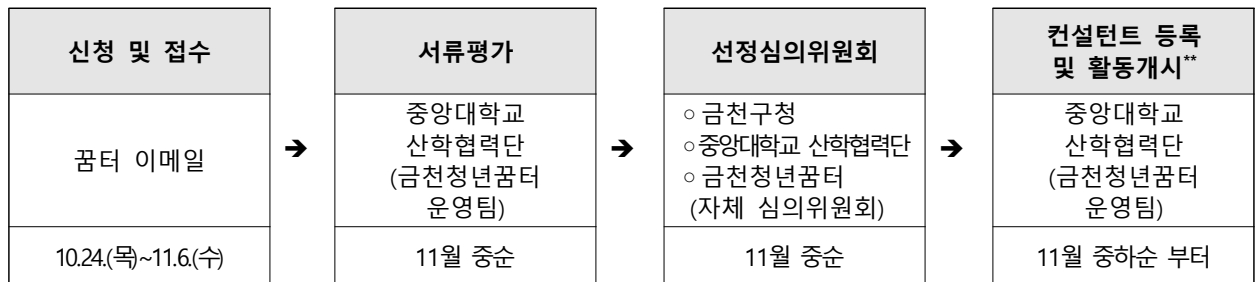 신청 및 접수
꿈터 이메일
10.24.(목)~11.6.(수)
➔
서류평가
중앙대학교
산학협력단
(금천청년꿈터
운영팀)
11월 중순
➔
선정심의위원회
○ 금천구청
○ 중앙대학교 산학협력단
○ 금천청년꿈터
(자체 심의위원회)
11월 중순
➔
컨설턴트 등록
및 활동개시**
중앙대학교
산학협력단
(금천청년꿈터
운영팀)
11월 중하순 부터